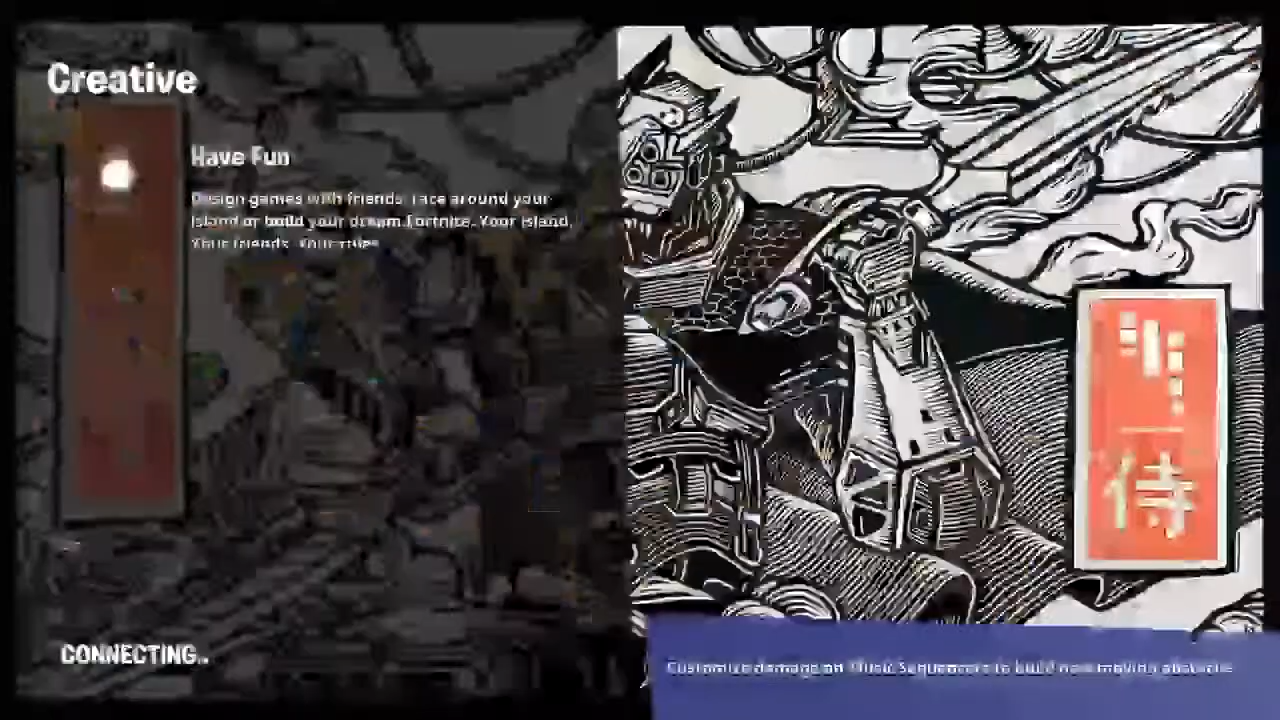 Creative
Have Fun
Design games with friends, race around your
island or build your dream Fortnite. Your island.
Your friends. Your rules.
侍
CONNECTING..
Customize damage on Music Sequencers to build new moving obstacles.